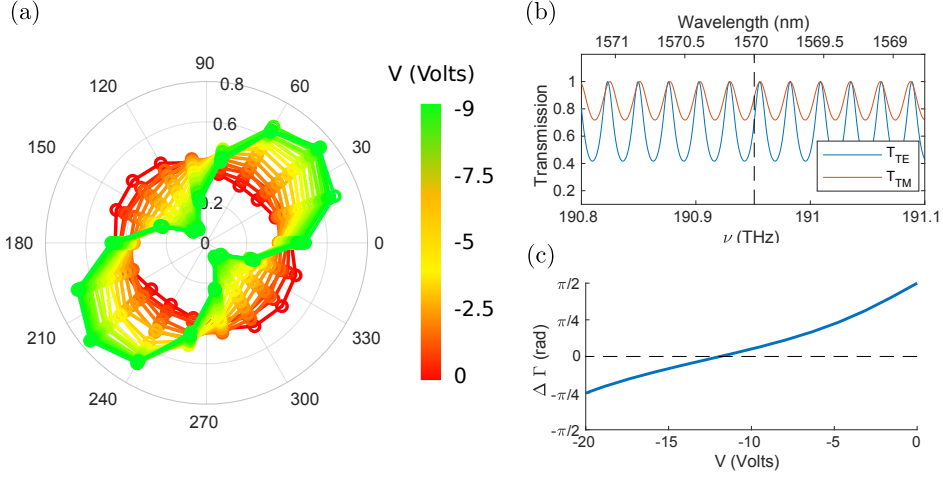 (a)
90
120
60
0.8
0.6
150
30
0.2
180
0
0
210
330
240
300
270
V (Volts)
-9
-7.5
-5
-2.5
0
(b)
Wavelength (nm)
1571
1570.5
1570
1569.5
1569
Transmission
1
0.8
0.6
0.4
0.2
T_TE
T_TM
190.8
190.9
191
191.1
ν (THz)
(c)
Δ Γ (rad)
π/2
π/4
0
-π/4
-π/2
-20
-15
-10
-5
0
V (Volts)